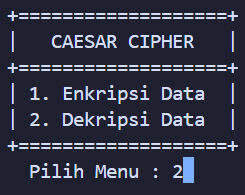 +===================+
|   CAESAR CIPHER   |
+===================+
| 1. Enkripsi Data  |
| 2. Dekripsi Data  |
+===================+
  Pilih Menu : 2